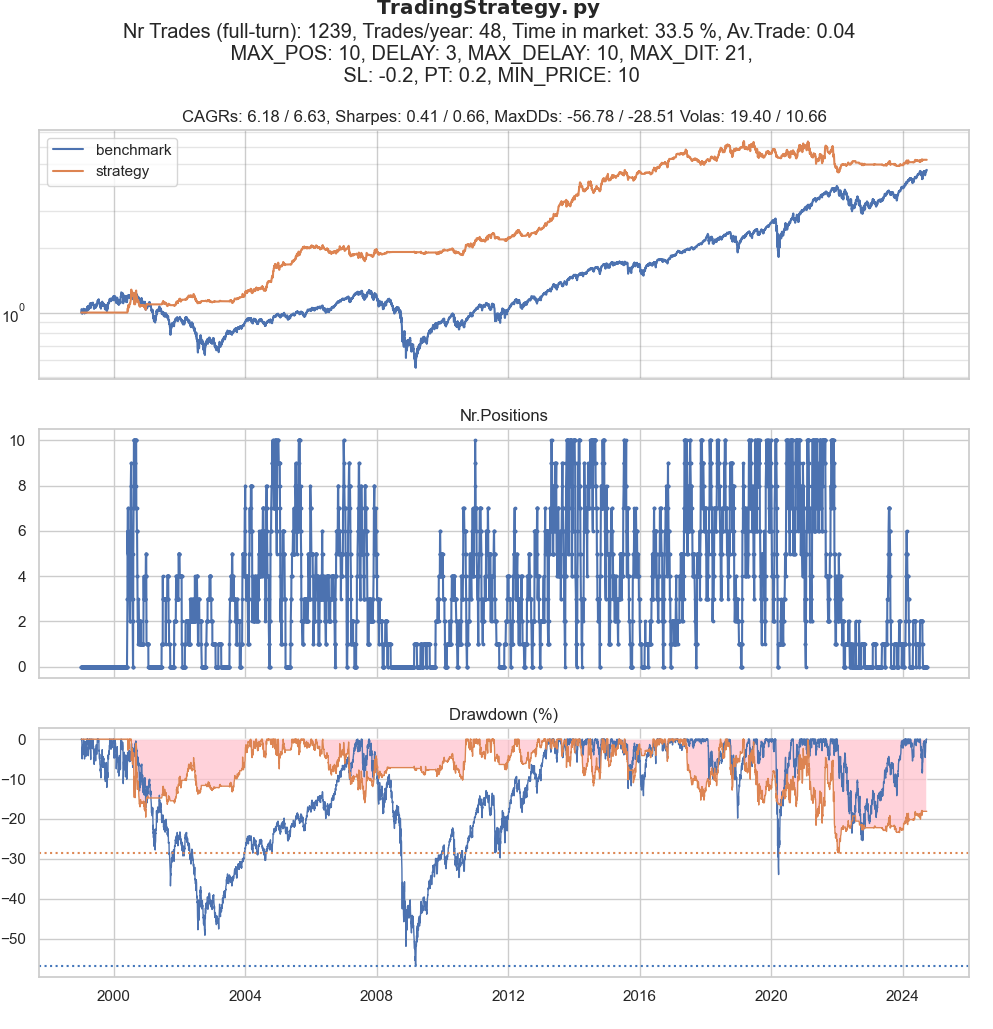 TradingStrategy.py
Nr Trades (full-turn): 1239, Trades/year: 48, Time in market: 33.5 %, Av.Trade: 0.04
MAX_POS: 10, DELAY: 3, MAX_DELAY: 10, MAX_DIT: 21,
SL: -0.2, PT: 0.2, MIN_PRICE: 10
CAGRs: 6.18 / 6.63, Sharpes: 0.41 / 0.66, MaxDDs: -56.78 / -28.51 Volas: 19.40 / 10.66
benchmark
strategy
10⁰
Nr.Positions
10
8
6
4
2
0
Drawdown (%)
0
−10
−20
−30
−40
−50
2000 2004 2008 2012 2016 2020 2024